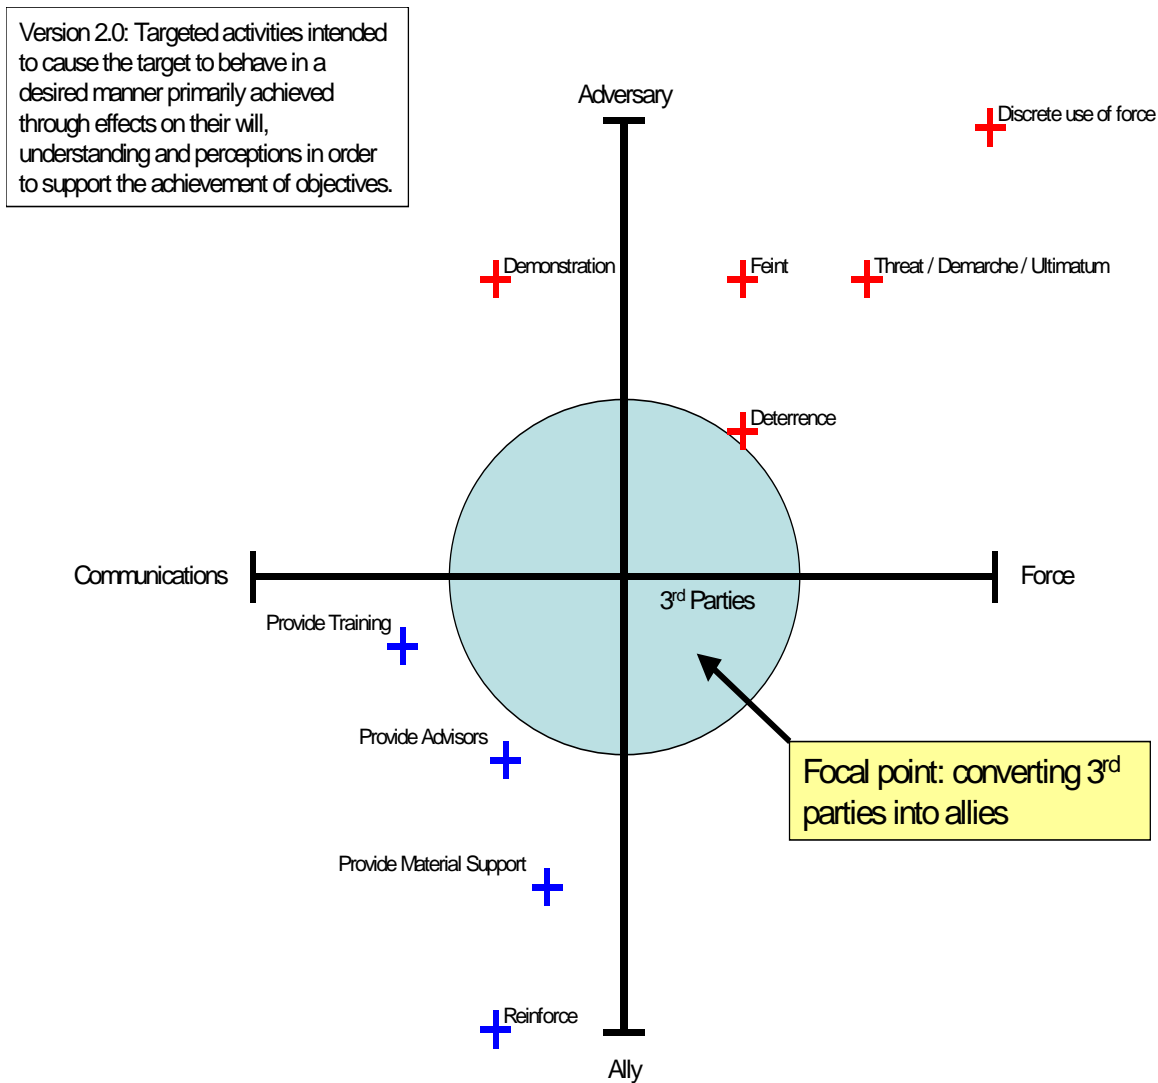 Version 2.0: Targeted activities intended
to cause the target to behave in a
desired manner primarily achieved
through effects on their will,
understanding and perceptions in order
to support the achievement of objectives.
Adversary
Discrete use of force
Demonstration
Feint
Threat / Demarche / Ultimatum
Deterrence
Communications
Force
3rd Parties
Provide Training
Provide Advisors
Focal point: converting 3rd
parties into allies
Provide Material Support
Reinforce
Ally